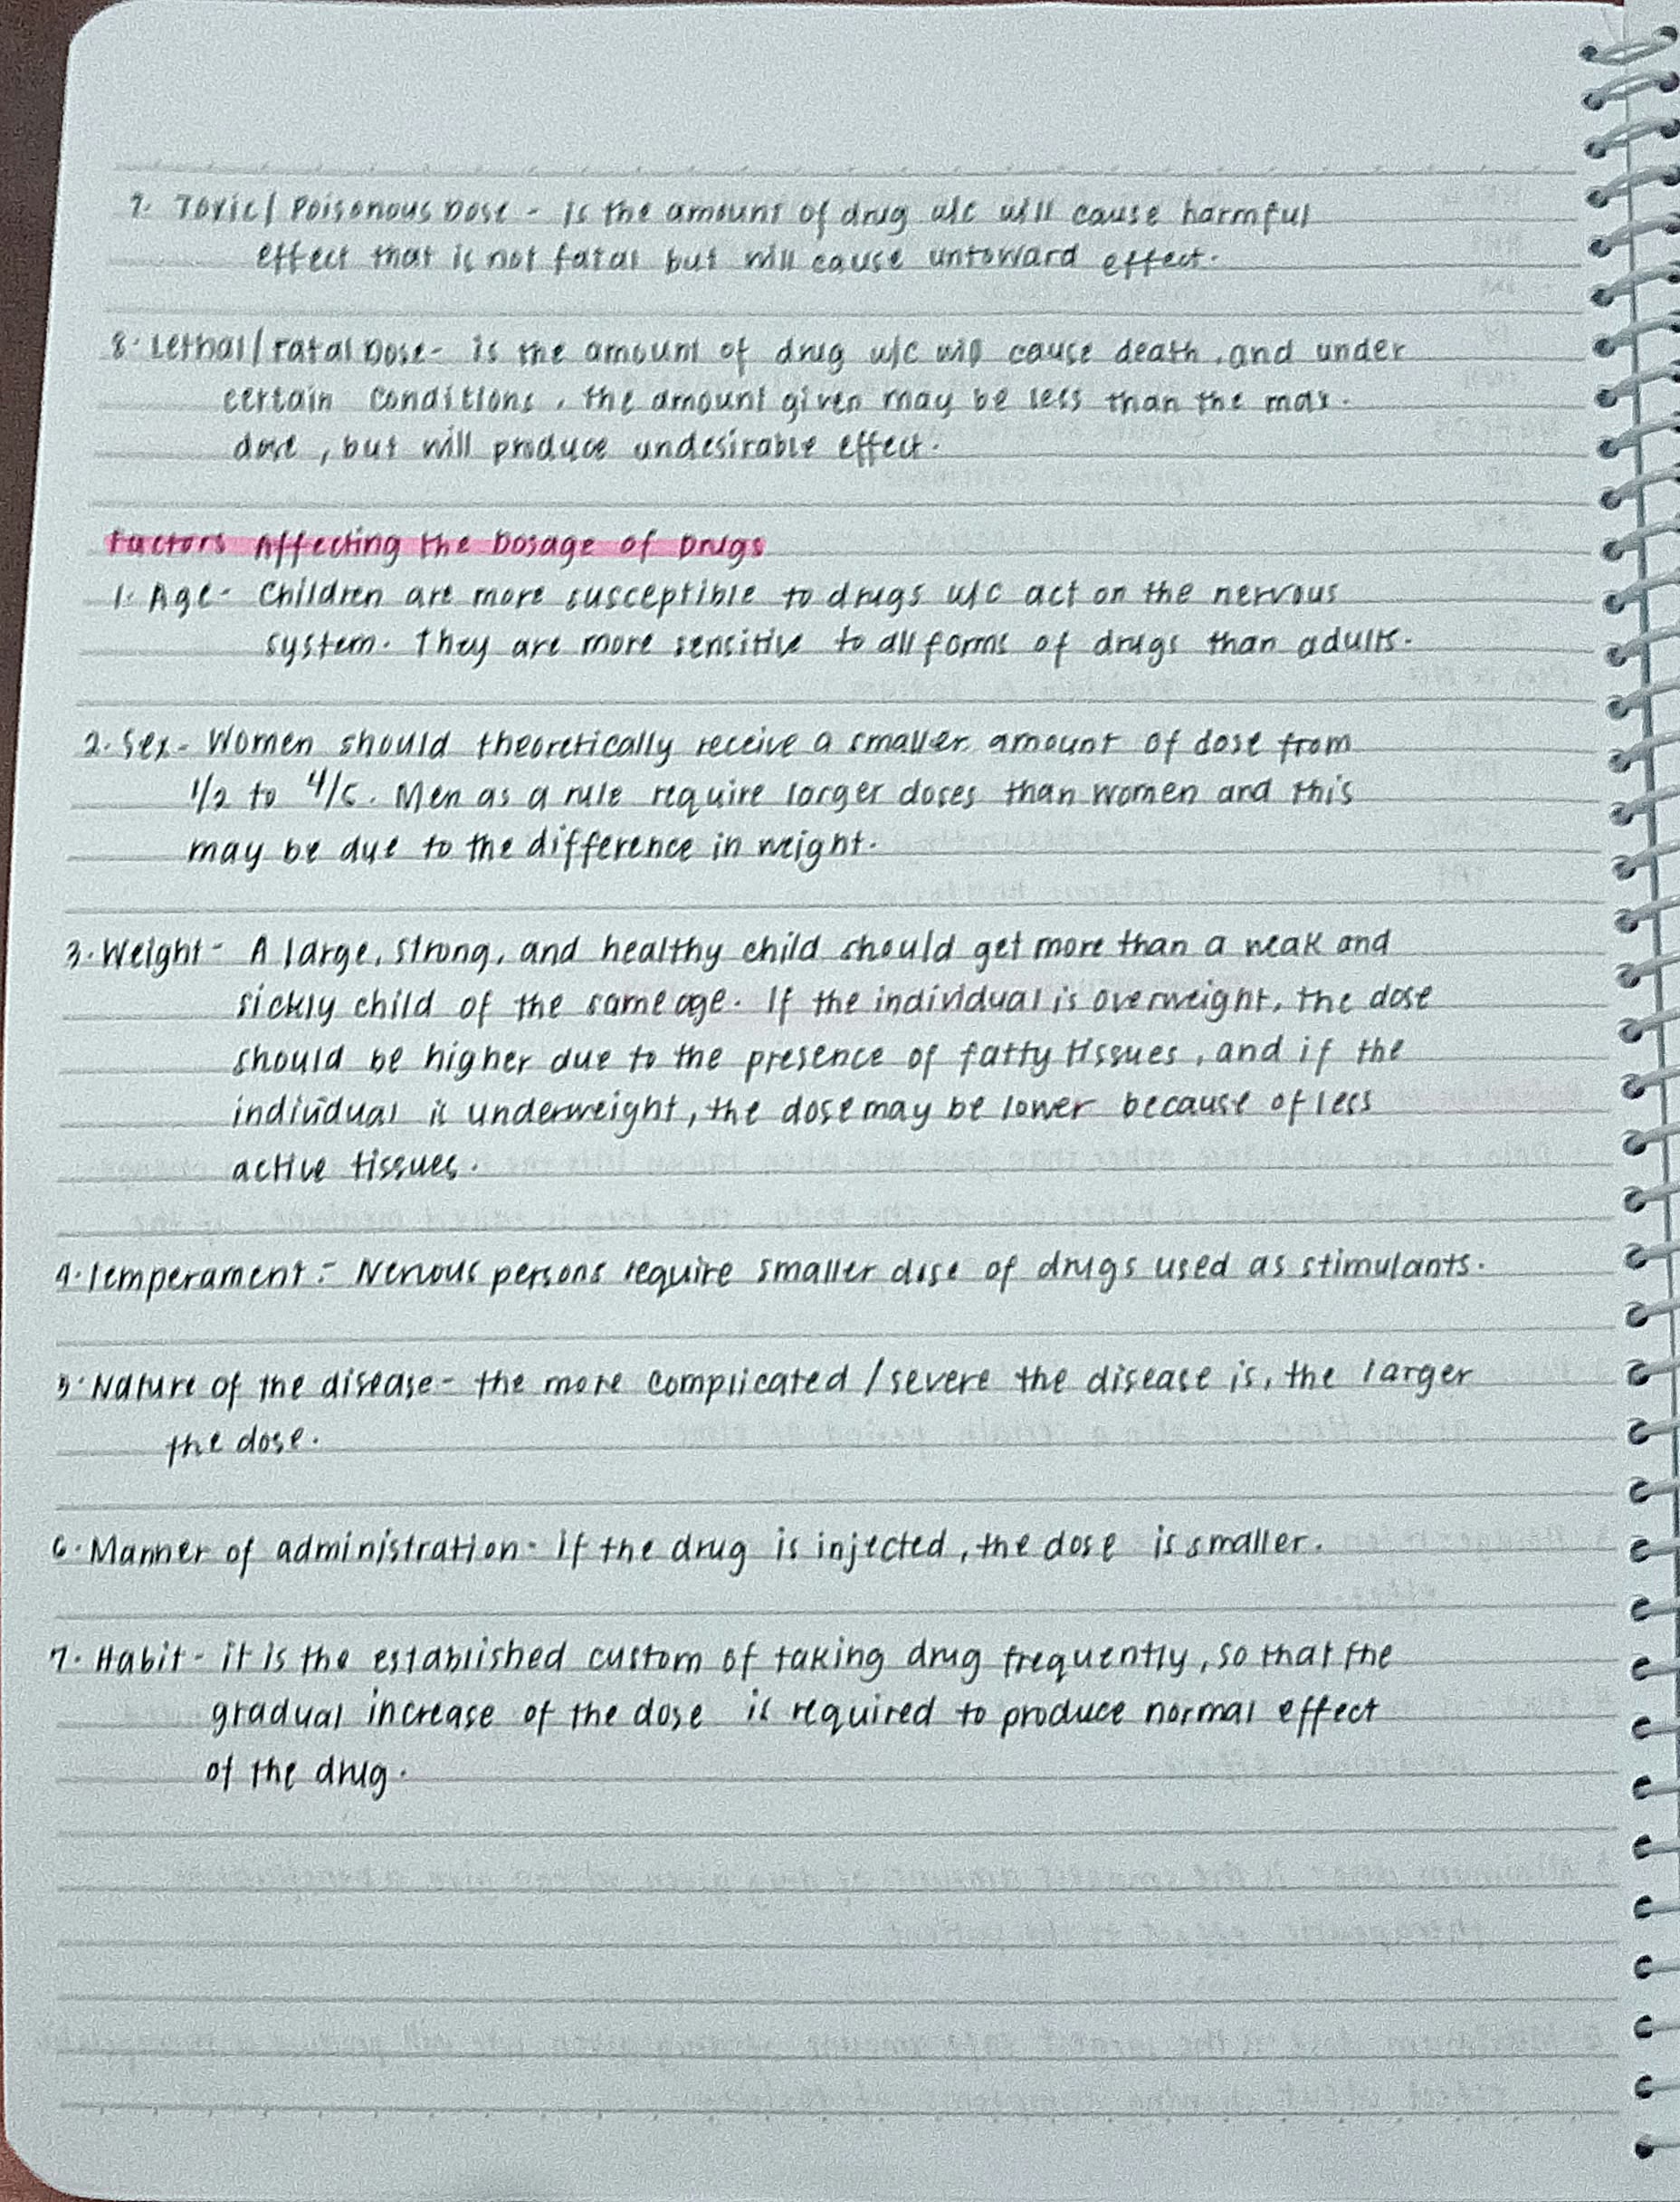 7. Toxic/Poisonous Dose - is the amount of drug w/c will cause harmful
effect that is not fatal but will cause untoward effect.
8. Lethal/Fatal Dose - is the amount of drug w/c will cause death, and under
certain conditions, the amount given may be less than the max.
dose, but will produce undesirable effect.
Factors Affecting the Dosage of Drugs
1. Age - Children are more susceptible to drugs w/c act on the nervous
system. They are more sensitive to all forms of drugs than adults.
2. Sex - Women should theoretically receive a smaller amount of dose from
1/2 to 4/5. Men as a rule require larger doses than women and this
may be due to the difference in weight.
3. Weight - A large, strong, and healthy child should get more than a weak and
sickly child of the same age. If the individual is overweight, the dose
should be higher due to the presence of fatty tissues, and if the
individual is underweight, the dose may be lower because of less
active tissues.
4. Temperament - Nervous persons require smaller dose of drugs used as stimulants.
5. Nature of the disease - the more complicated/severe the disease is, the larger
the dose.
6. Manner of administration - if the drug is injected, the dose is smaller.
7. Habit - it is the established custom of taking drug frequently, so that the
gradual increase of the dose is required to produce normal effect
of the drug.